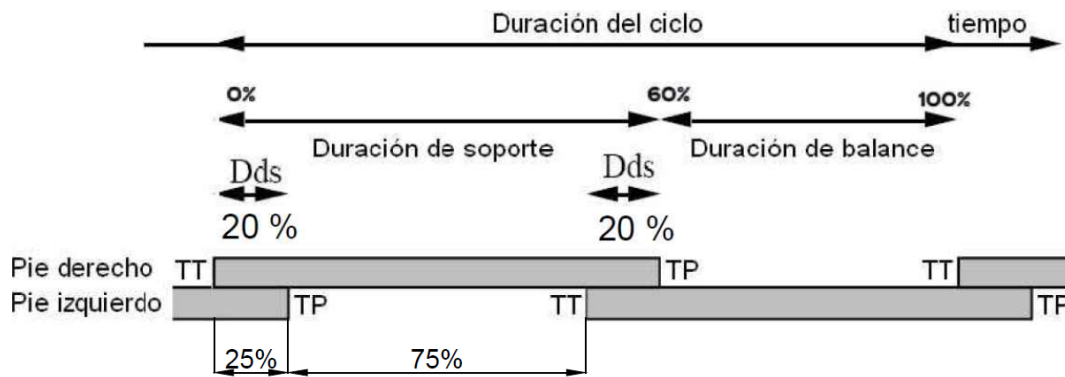 Duración del ciclo tiempo
0% 60% 100%
Duración de soporte Duración de balance
Dds Dds
20 % 20 %
Pie derecho TT TP TT
Pie izquierdo TP TT TP
25% 75%